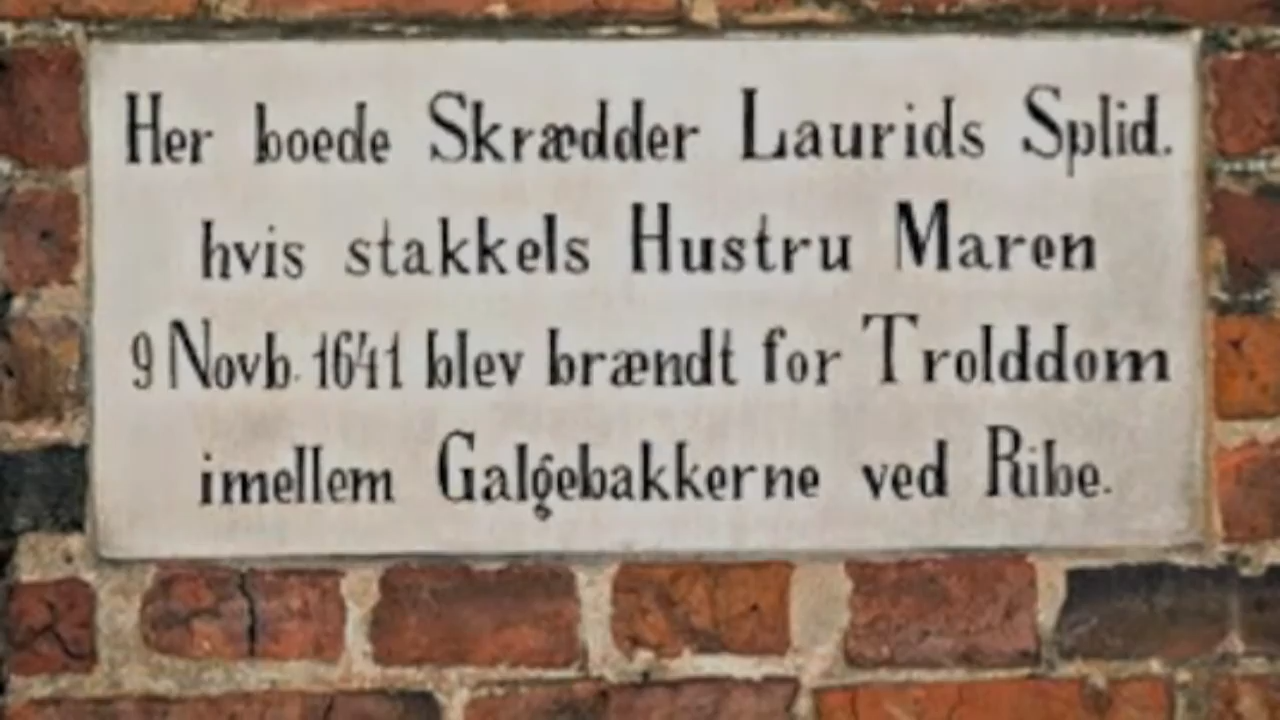 Her boede Skrædder Laurids Splid.
hvis stakkels Hustru Maren
9 Novb. 1641 blev brændt for Trolddom
imellem Galgebakkerne ved Ribe.